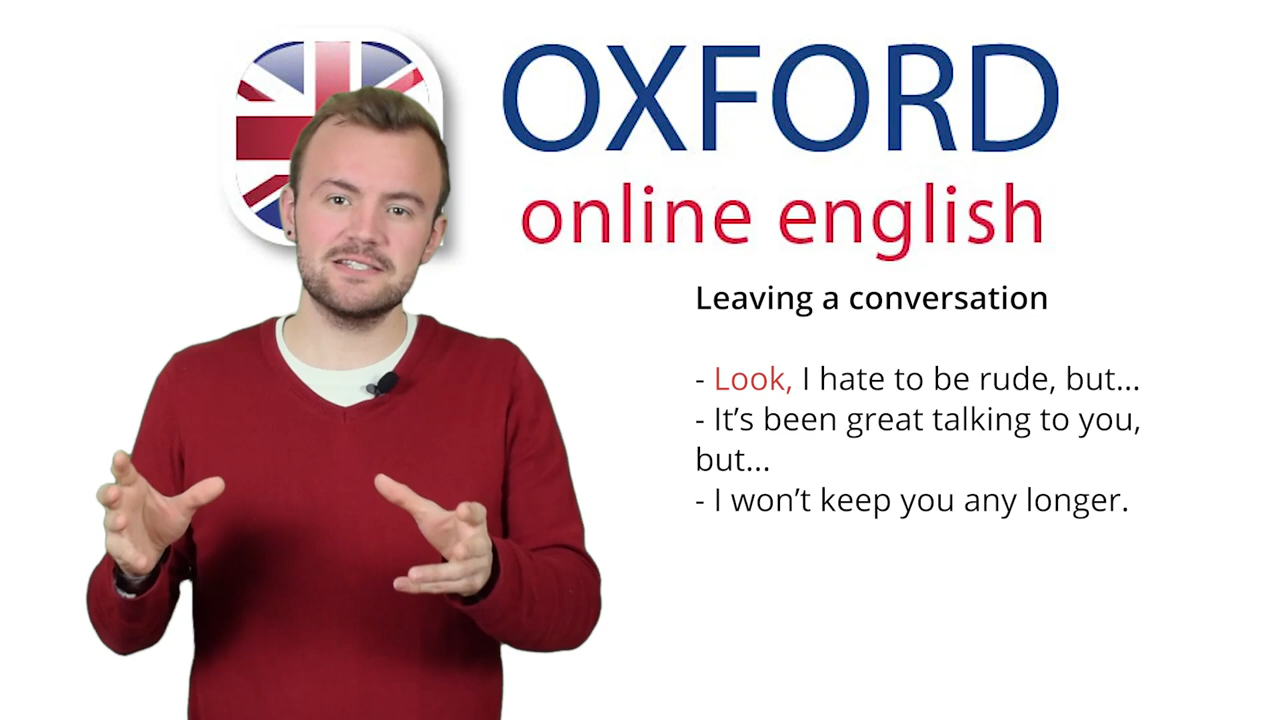 OXFORD
online english
Leaving a conversation
- Look, I hate to be rude, but...
- It’s been great talking to you,
but...
- I won’t keep you any longer.